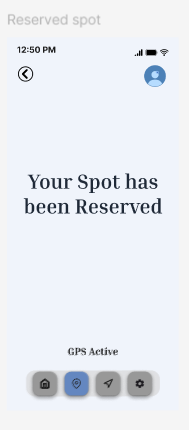 Reserved spot
12:50 PM
Your Spot has
been Reserved
GPS Active